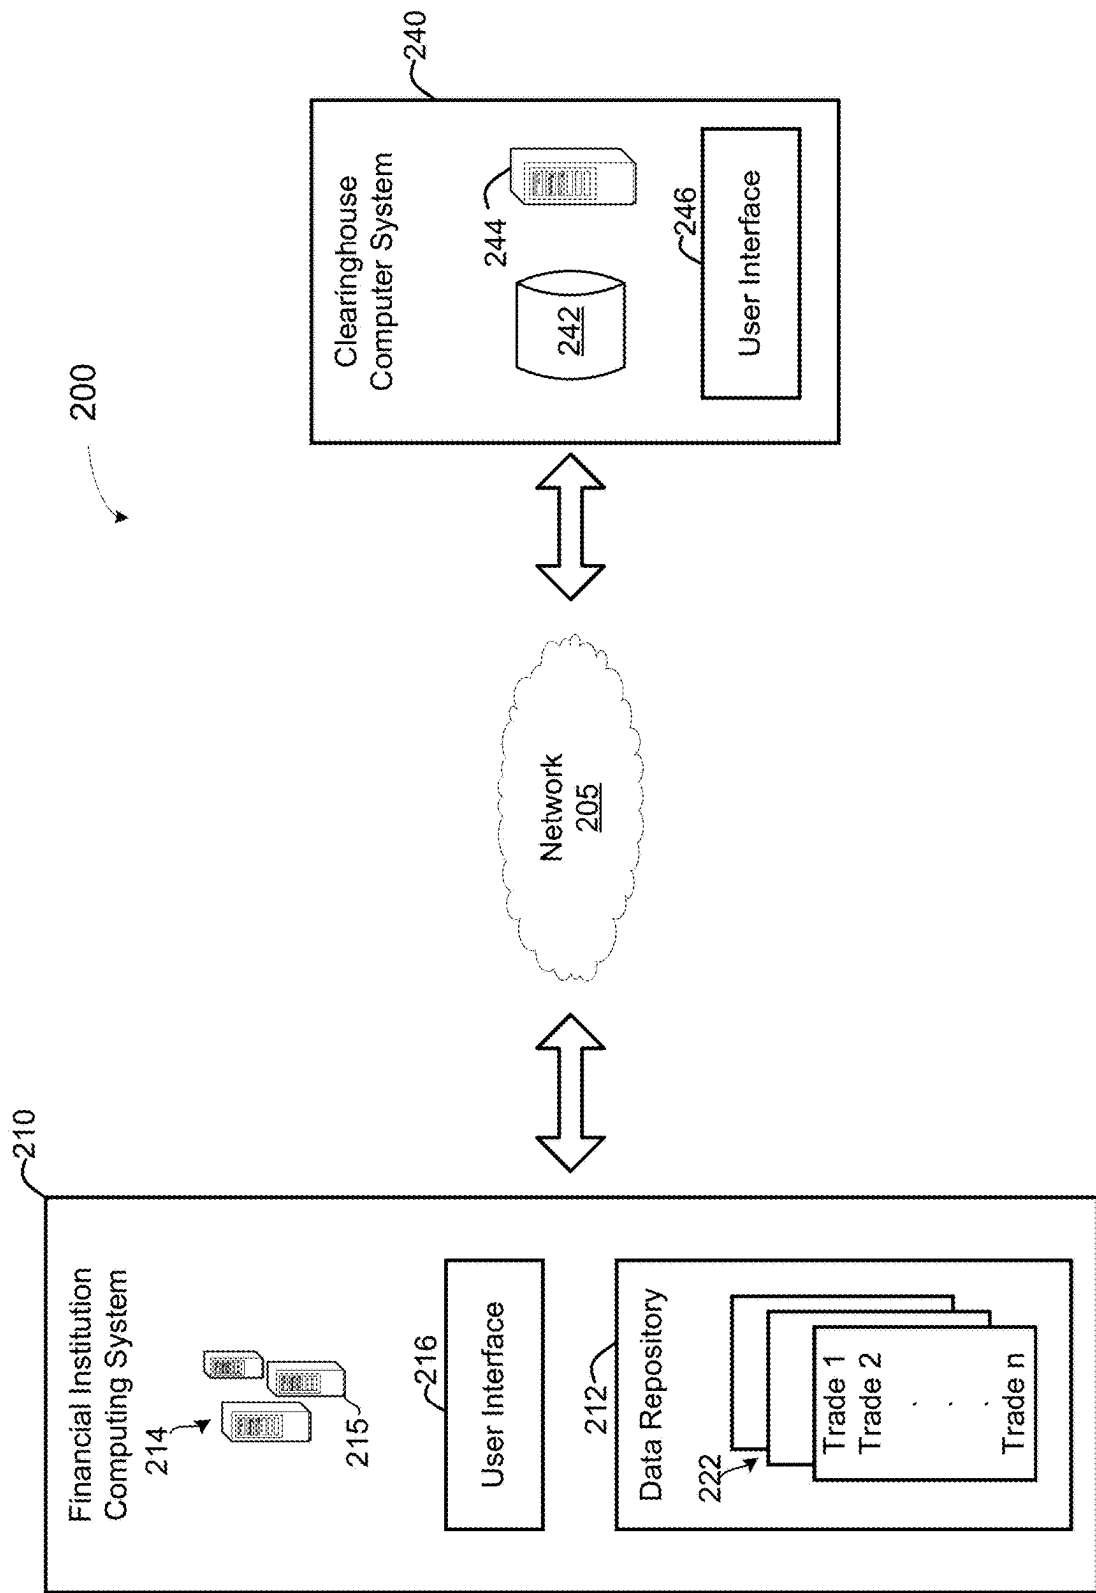 200
210
Financial Institution
Computing System
214
215
216
User Interface
212
Data Repository
222
Trade 1
Trade 2
.
.
.
Trade n
Network
205
240
Clearinghouse
Computer System
244
242
246
User Interface